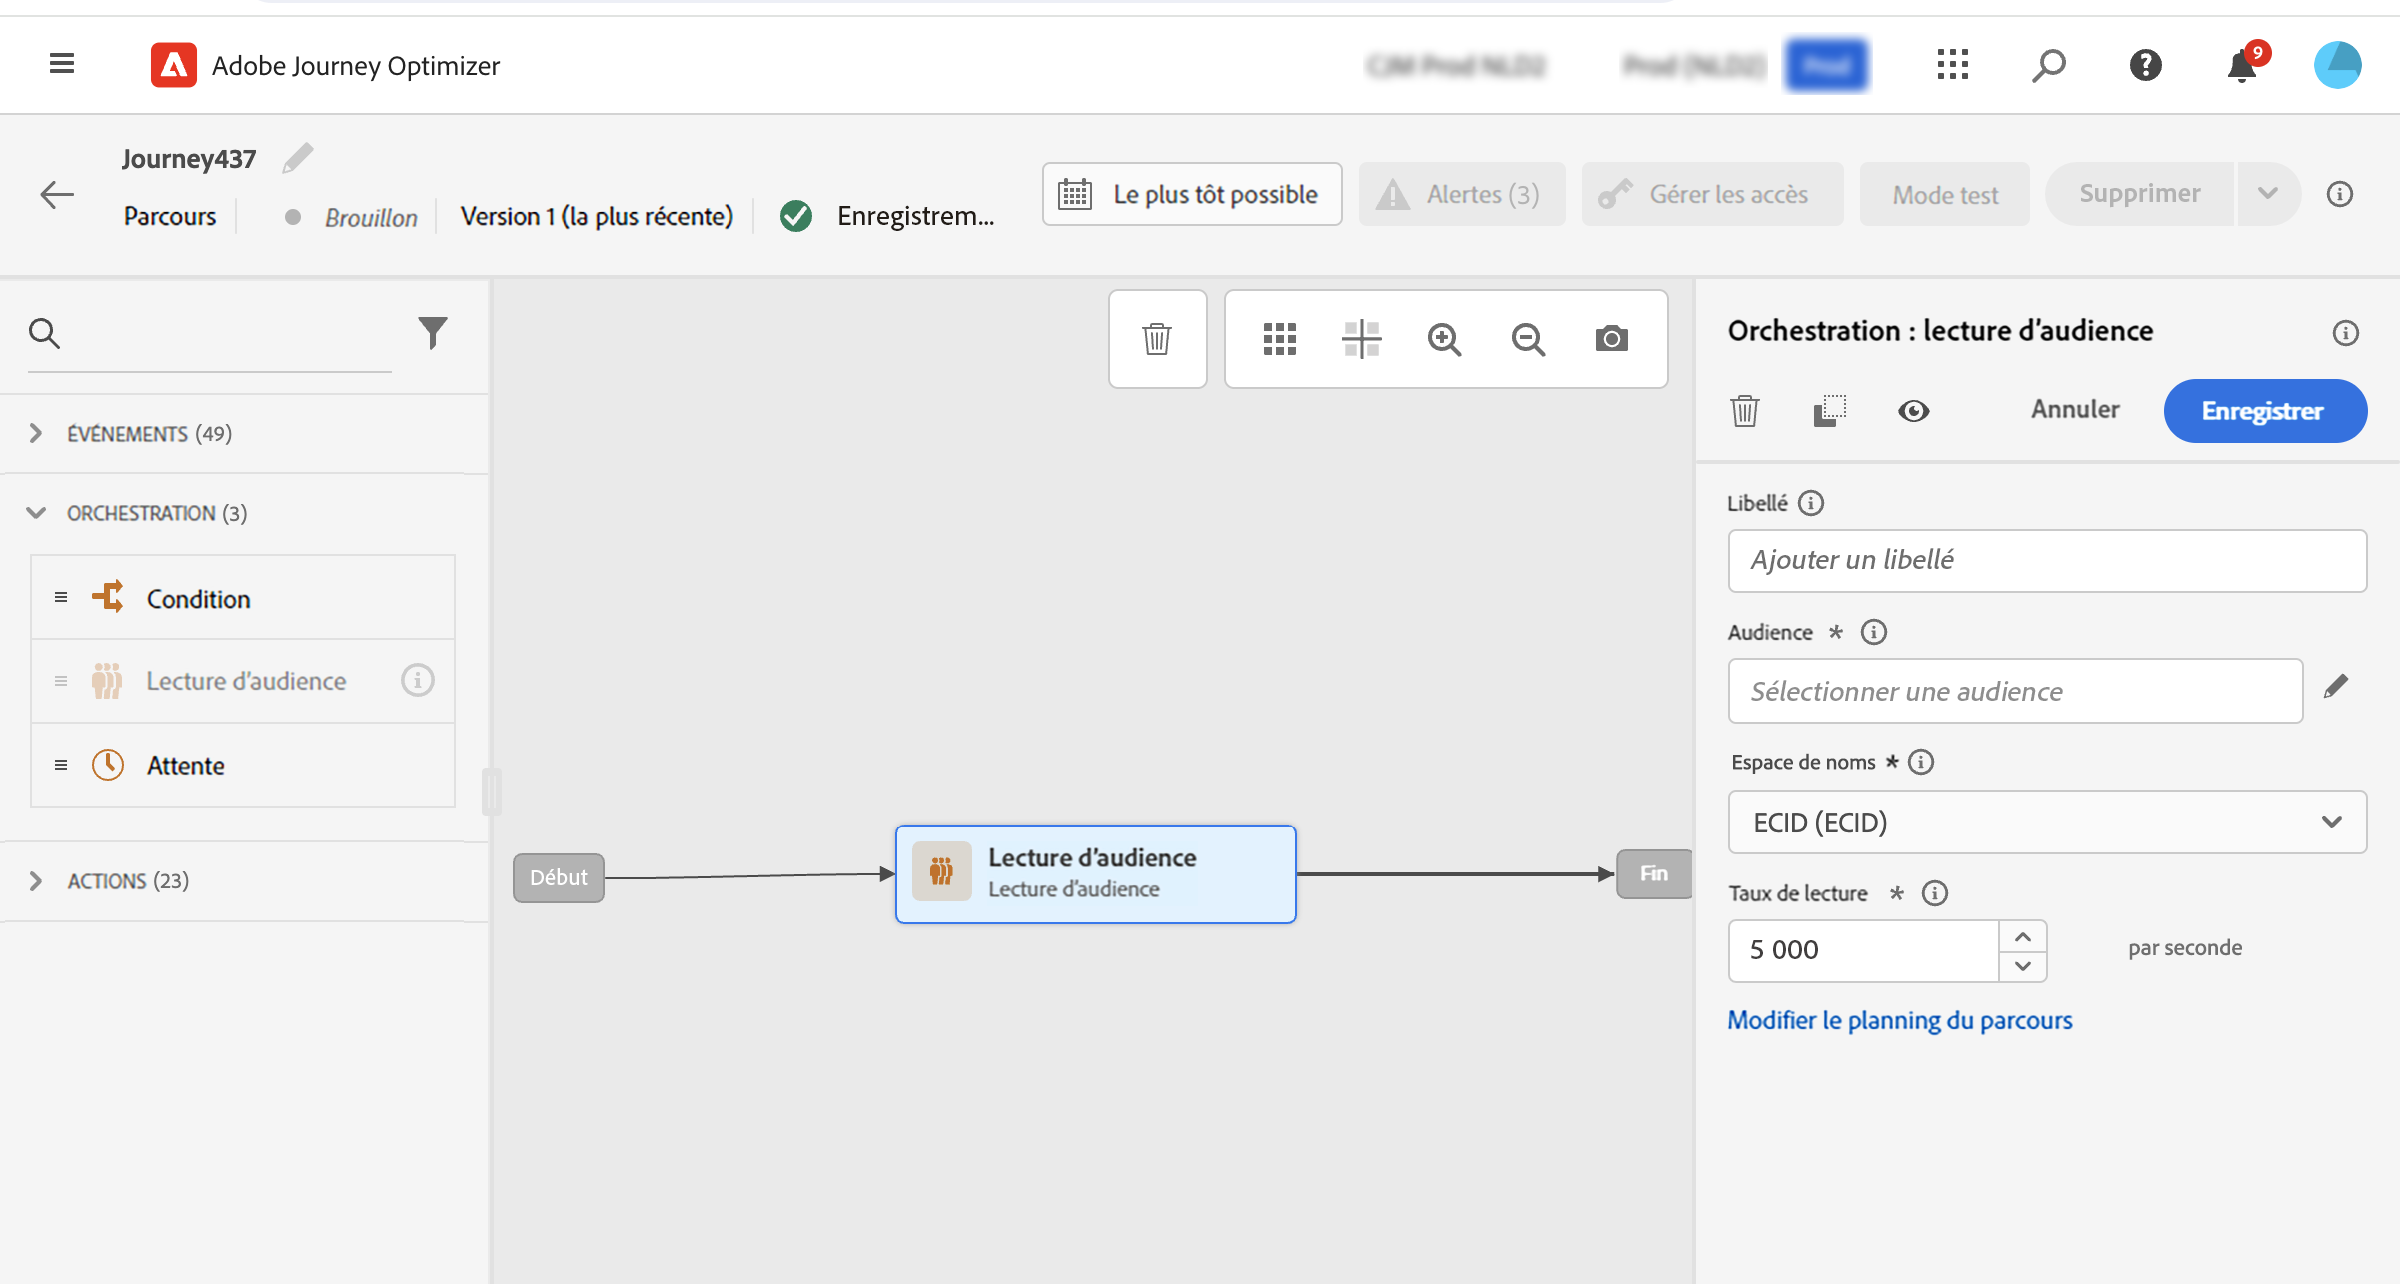 Adobe Journey Optimizer
9
Journey437
Parcours
Brouillon
Version 1 (la plus récente)
Enregistrem...
Le plus tôt possible
Alertes (3)
Gérer les accès
Mode test
Supprimer
ÉVÉNEMENTS (49)
ORCHESTRATION (3)
Condition
Lecture d’audience
Attente
ACTIONS (23)
Début
Lecture d’audience
Lecture d’audience
Fin
Orchestration : lecture d’audience
Annuler
Enregistrer
Libellé
Ajouter un libellé
Audience *
Sélectionner une audience
Espace de noms *
ECID (ECID)
Taux de lecture *
5 000
par seconde
Modifier le planning du parcours